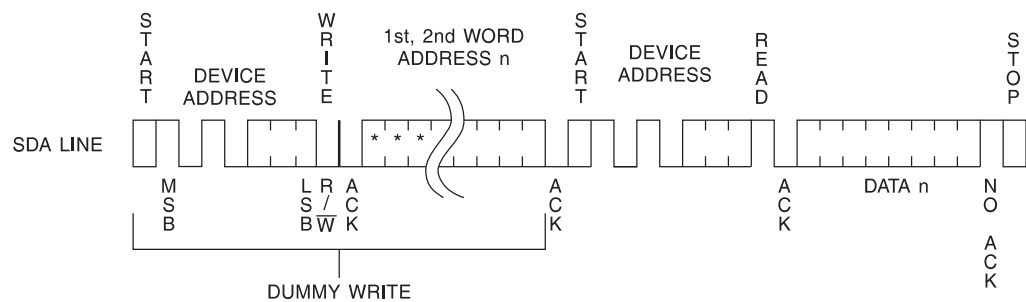 START
WRITE
1st, 2nd WORD
ADDRESS n
START
READ
STOP
DEVICE
ADDRESS
DEVICE
ADDRESS
SDA LINE
* * *
MSB
LSB
R/W̅
ACK
ACK
ACK
DATA n
NO ACK
DUMMY WRITE